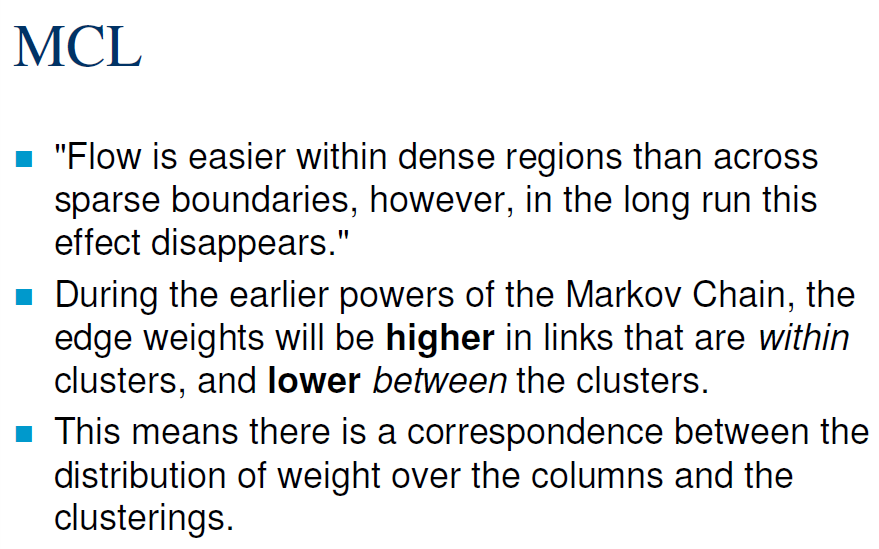 MCL
"Flow is easier within dense regions than across
sparse boundaries, however, in the long run this
effect disappears."
During the earlier powers of the Markov Chain, the
edge weights will be higher in links that are within
clusters, and lower between the clusters.
This means there is a correspondence between the
distribution of weight over the columns and the
clusterings.